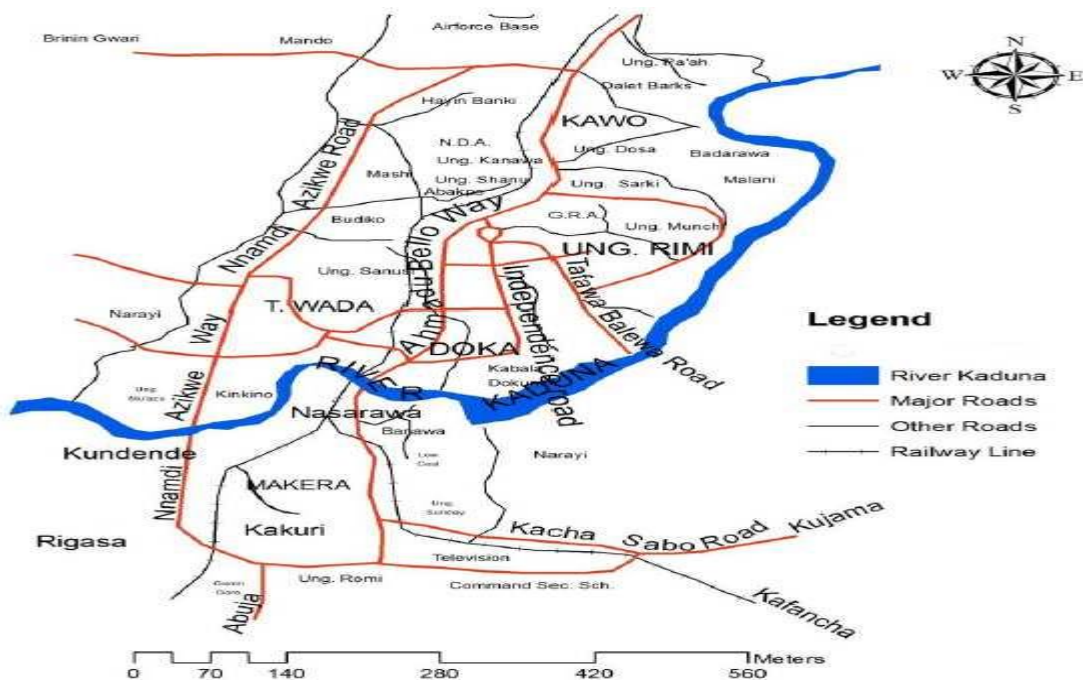 Airforce Base
Brinin Gwari
Mando
N
W
E
S
Ung. Pa'ah
Dalet Barks
Hayin Banki
KAWO
N.D.A.
Ung. Dosa
Ung. Kanawa
Badarawa
Mashi
Ung. Shanu
Malani
Ung. Sarki
Abakpa
Nnamdi Azikwe Road
Budiko
G.R.A.
Ung. Munchi
Ahmadu Bello Way
UNG. RIMI
Ung. Sanusi
T. WADA
Independence road
Tafawa Balewa Road
Narayi
DOKA
Legend
RIVER KADUNA
Kabala
Dokuni
River Kaduna
Kinkino
Nasarawa
Major Roads
Banawa
Other Roads
Nnamdi Azikwe Way
Kundende
Narayi
Railway Line
MAKERA
Kakuri
Kacha
Sabo Road
Kujama
Rigasa
Television
Ung. Romi
Command Sec. Sch.
Abuja
Kafancha
Meters
0 70 140 280 420 560